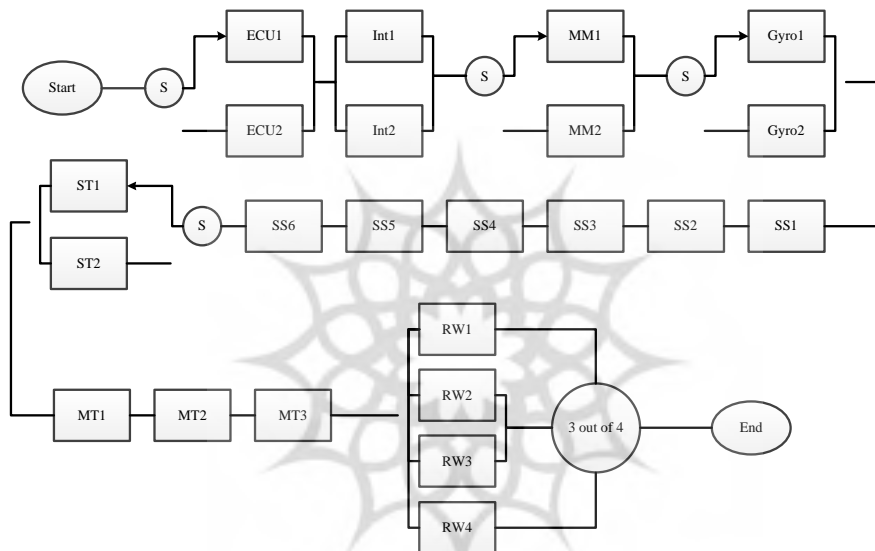 Start
S
ECU1
ECU2
Int1
Int2
S
MM1
MM2
S
Gyro1
Gyro2
ST1
ST2
S
SS6
SS5
SS4
SS3
SS2
SS1
MT1
MT2
MT3
RW1
RW2
RW3
RW4
3 out of 4
End